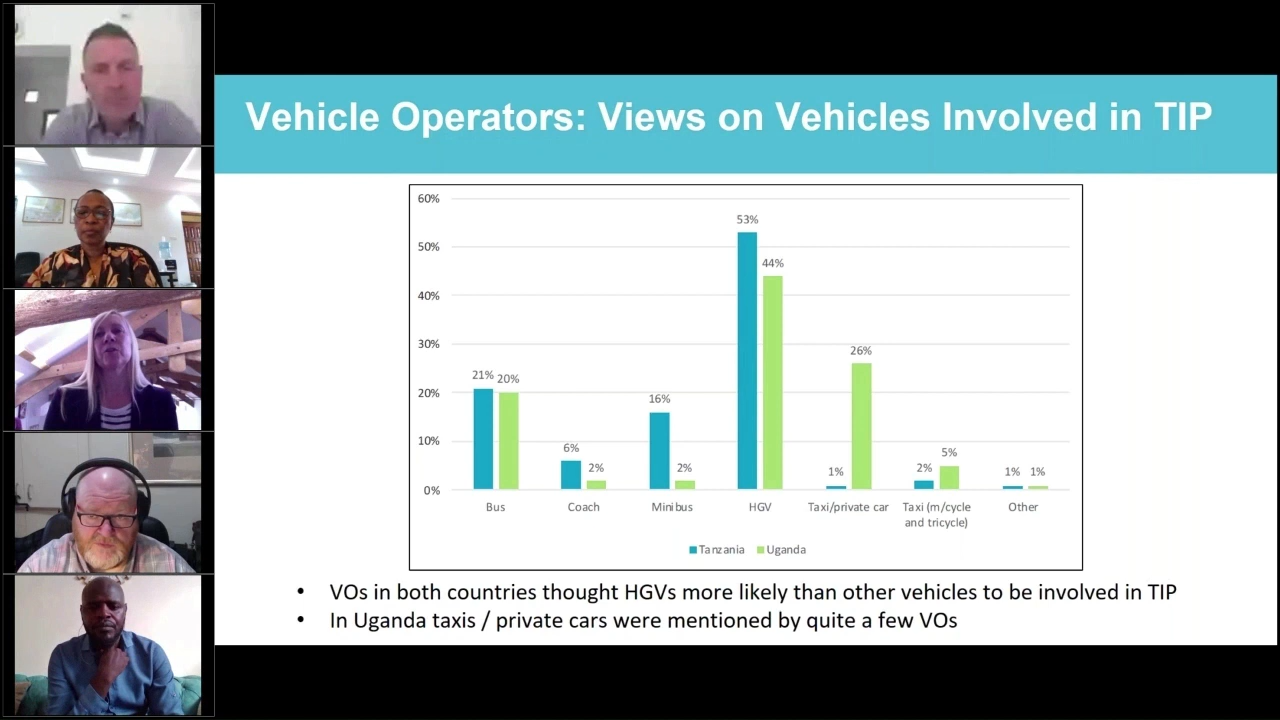 Vehicle Operators: Views on Vehicles Involved in TIP
60%
50%
40%
30%
20%
10%
0%
21%
20%
6%
2%
16%
2%
53%
44%
1%
26%
2%
5%
1%
1%
Bus
Coach
Minibus
HGV
Taxi/private car
Taxi (m/cycle
and tricycle)
Other
Tanzania
Uganda
• VOs in both countries thought HGVs more likely than other vehicles to be involved in TIP
• In Uganda taxis / private cars were mentioned by quite a few VOs